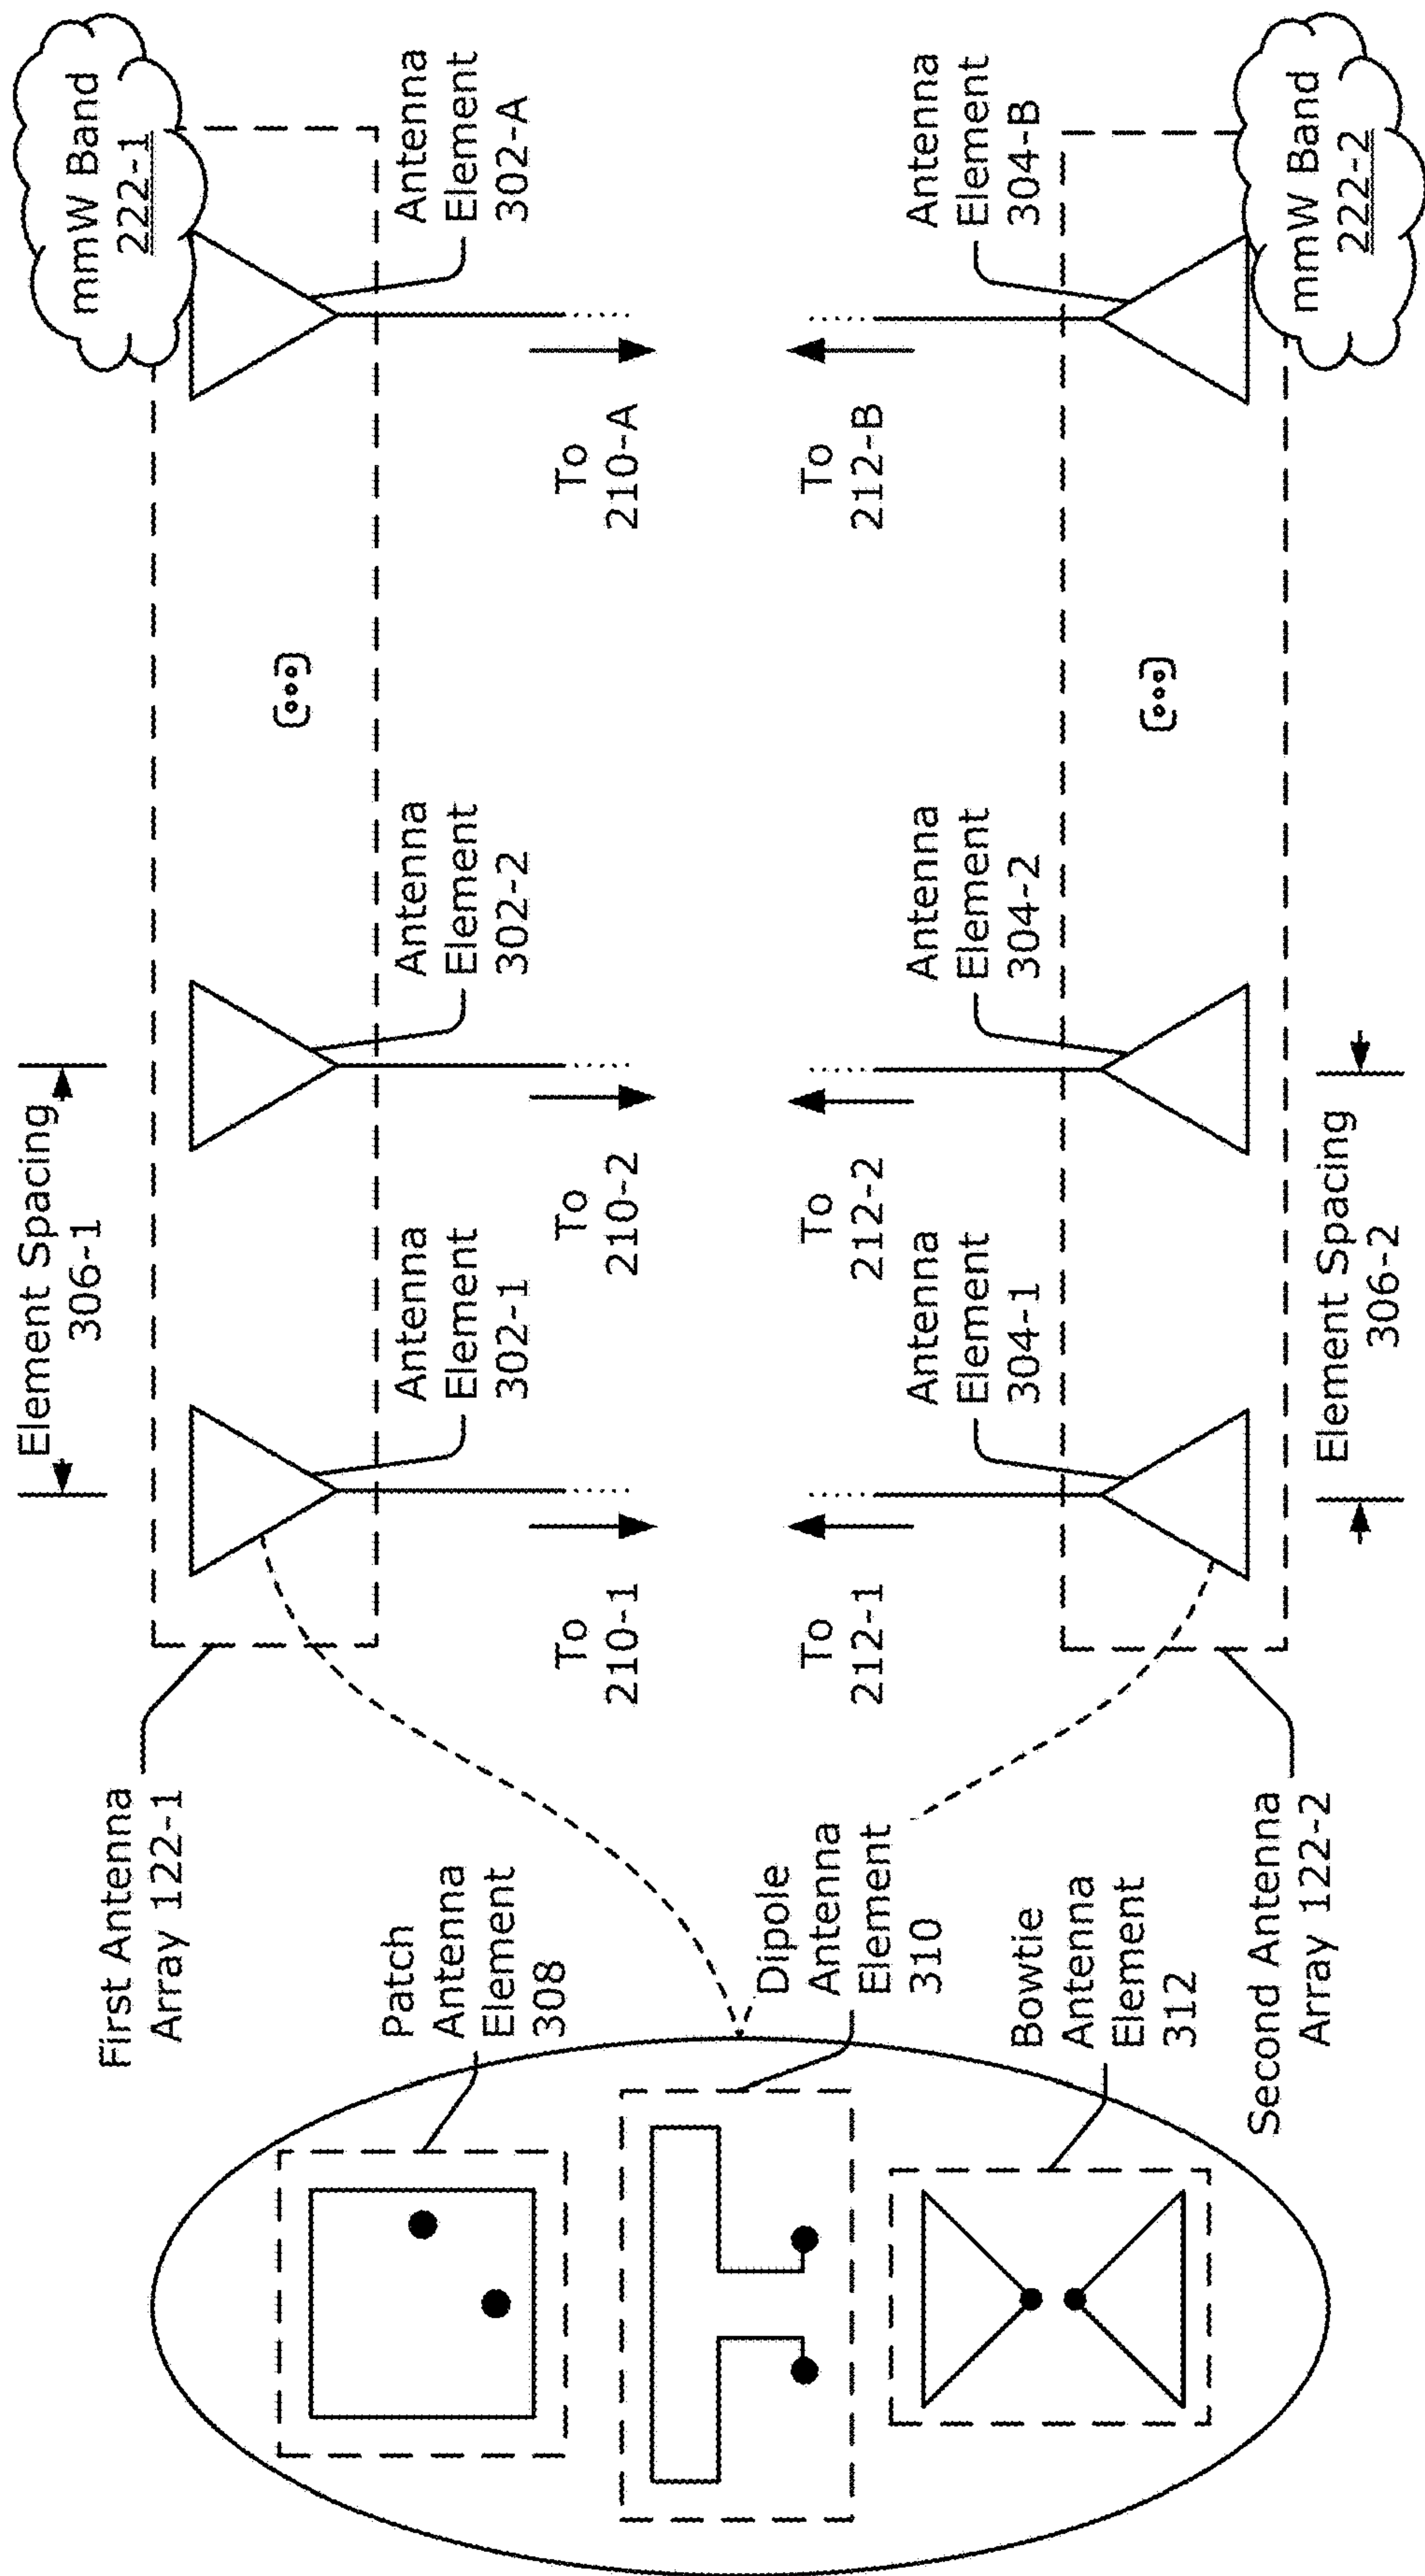 First Antenna
Array 122-1
Element Spacing
306-1
mmW Band
222-1
Antenna
Element
302-1
Antenna
Element
302-2
Antenna
Element
302-A
To
210-1
To
210-2
To
210-A
Patch
Antenna
Element
308
Dipole
Antenna
Element
310
Bowtie
Antenna
Element
312
To
212-1
To
212-2
To
212-B
Antenna
Element
304-1
Antenna
Element
304-2
Antenna
Element
304-B
Second Antenna
Array 122-2
Element Spacing
306-2
mmW Band
222-2